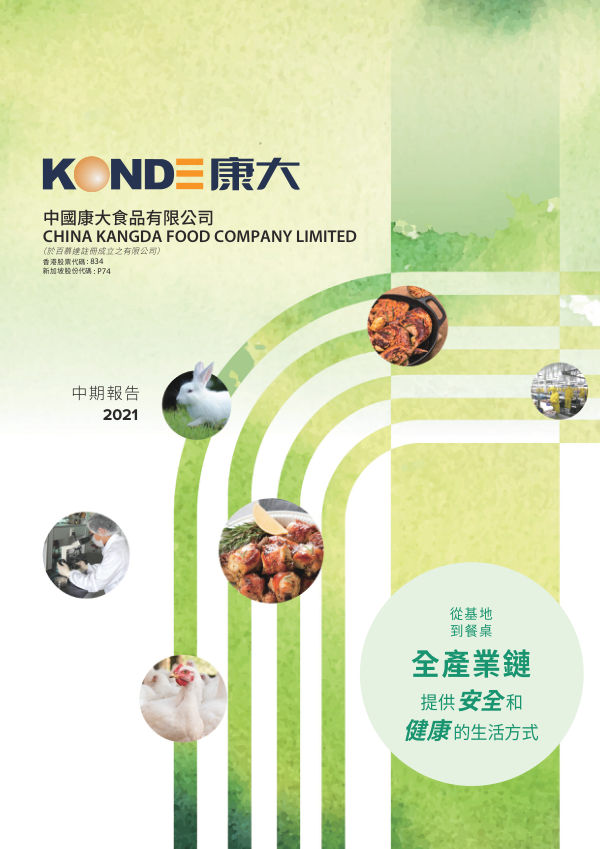 KONDE康大
中國康大食品有限公司
CHINA KANGDA FOOD COMPANY LIMITED
(於百慕達註冊成立之有限公司)
香港股票代碼 : 834
新加坡股份代碼 : P74
中期報告
2021
從基地
到餐桌
全產業鏈
提供安全和
健康的生活方式